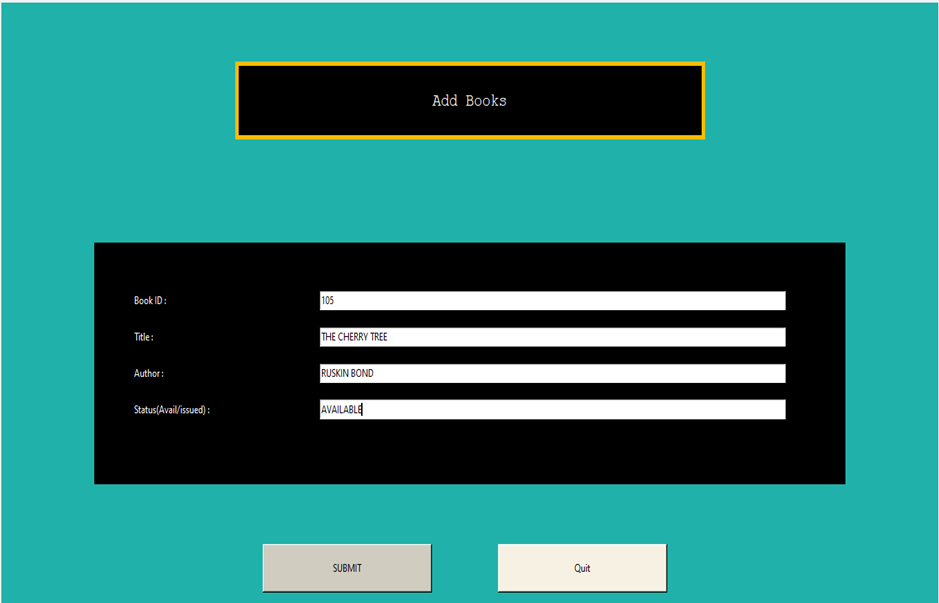 Add Books
Book ID : 105
Title : THE CHERRY TREE
Author : RUSKIN BOND
Status(Avail/issued) : AVAILABLE
SUBMIT Quit